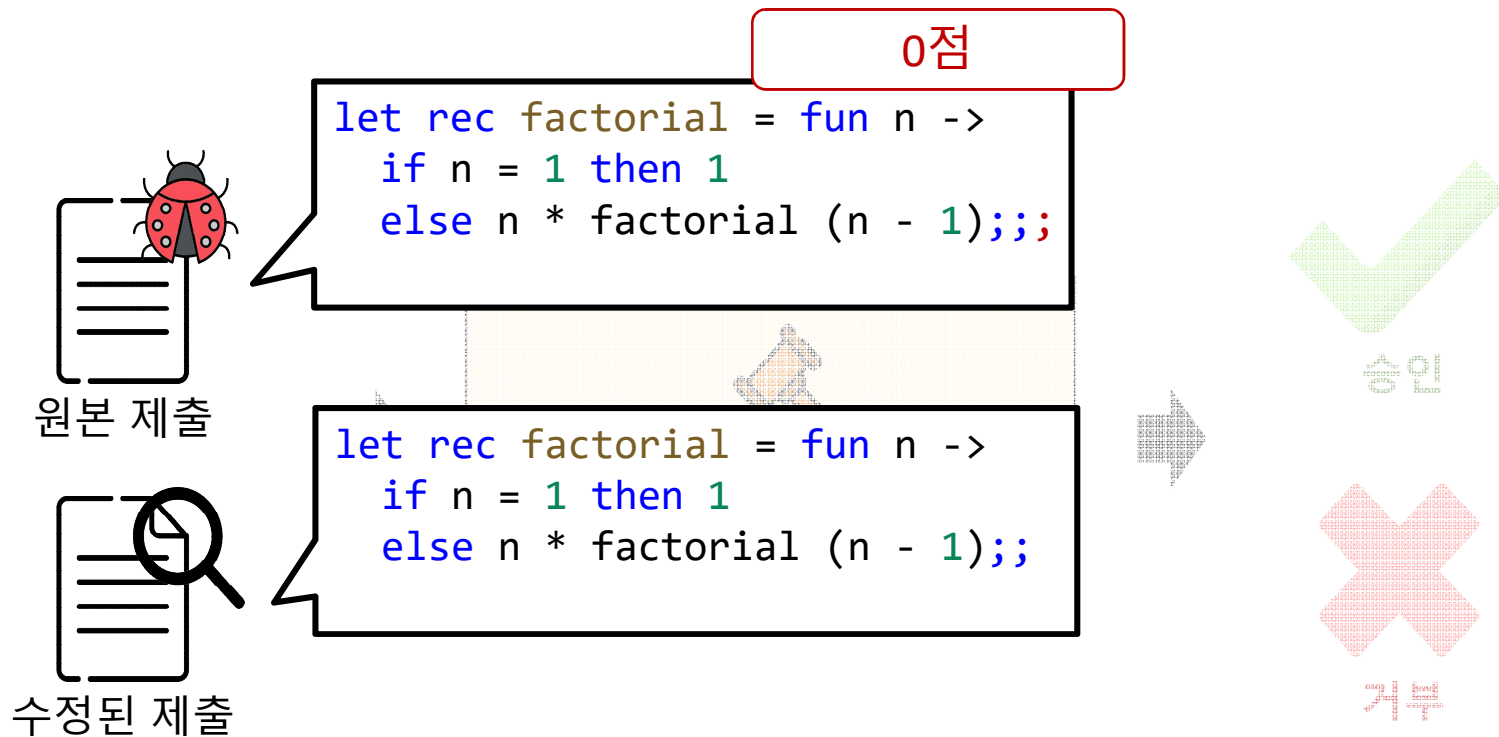 0점
let rec factorial = fun n ->
if n = 1 then 1
else n * factorial (n - 1);;;
원본 제출
승인
let rec factorial = fun n ->
if n = 1 then 1
else n * factorial (n - 1);;
수정된 제출
거부